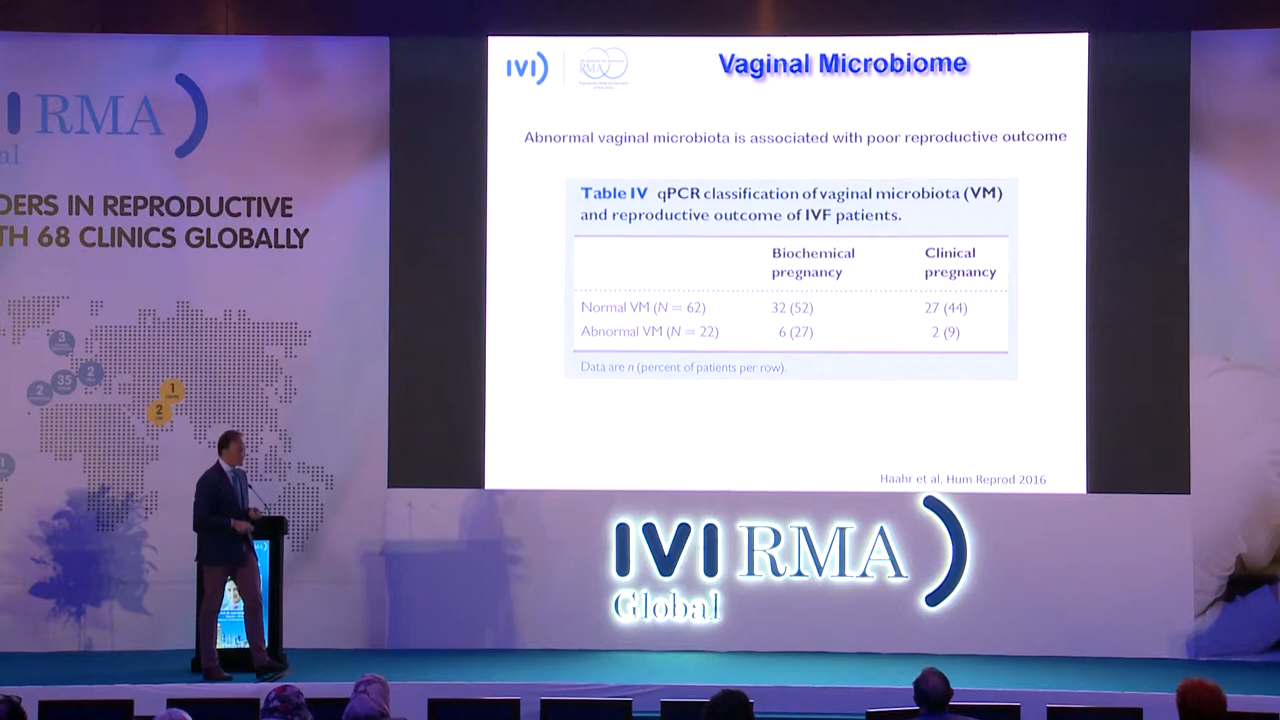 I RMA
al
DERS IN REPRODUCTIVE
TH 68 CLINICS GLOBALLY
3
2
35
2
1
2
1
IVI
RMA
Vaginal Microbiome
Abnormal vaginal microbiota is associated with poor reproductive outcome
Table IV qPCR classification of vaginal microbiota (VM)
and reproductive outcome of IVF patients.
Biochemical pregnancy Clinical pregnancy
Normal VM (N = 62) 32 (52) 27 (44)
Abnormal VM (N = 22) 6 (27) 2 (9)
Data are n (percent of patients per row).
Haahr et al. Hum Reprod 2016
IVI RMA
Global